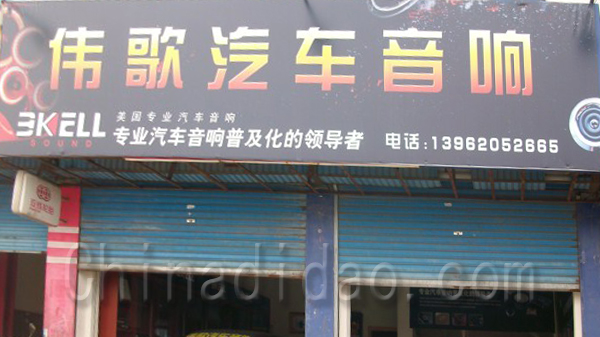 伟歌汽车音响
3KELL
SOUND
美国专业汽车音响
专业汽车音响普及化的领导者
电话:13962052665
Chinadidao.com